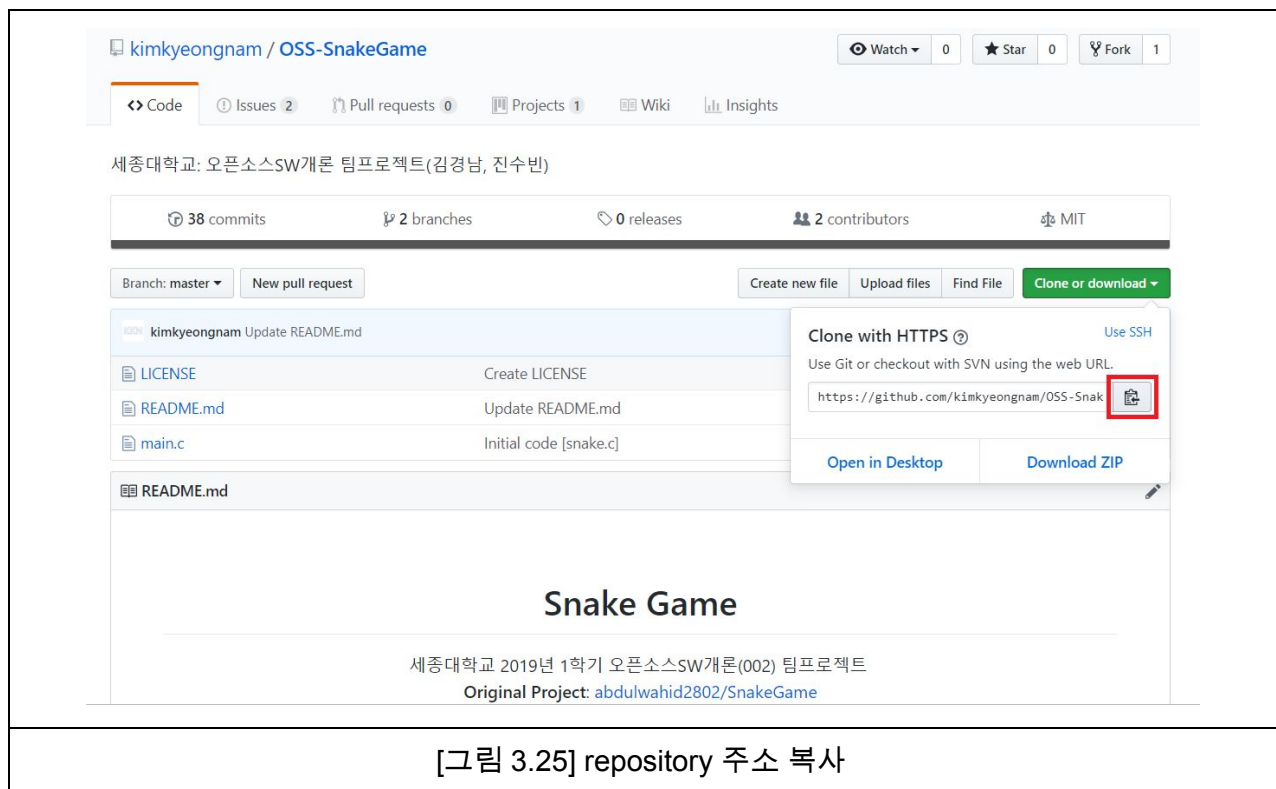 kimkyeongnam / OSS-SnakeGame
Watch 0 Star 0 Fork 1
Code Issues 2 Pull requests 0 Projects 1 Wiki Insights
세종대학교: 오픈소스SW개론 팀프로젝트(김경남, 진수빈)
38 commits 2 branches 0 releases 2 contributors MIT
Branch: master New pull request Create new file Upload files Find File Clone or download
kimkyeongnam Update README.md
LICENSE Create LICENSE
README.md Update README.md
main.c Initial code [snake.c]
Clone with HTTPS Use SSH
Use Git or checkout with SVN using the web URL.
https://github.com/kimkyeongnam/OSS-Snak
Open in Desktop Download ZIP
README.md
Snake Game
세종대학교 2019년 1학기 오픈소스SW개론(002) 팀프로젝트
Original Project: abdulwahid2802/SnakeGame
[그림 3.25] repository 주소 복사